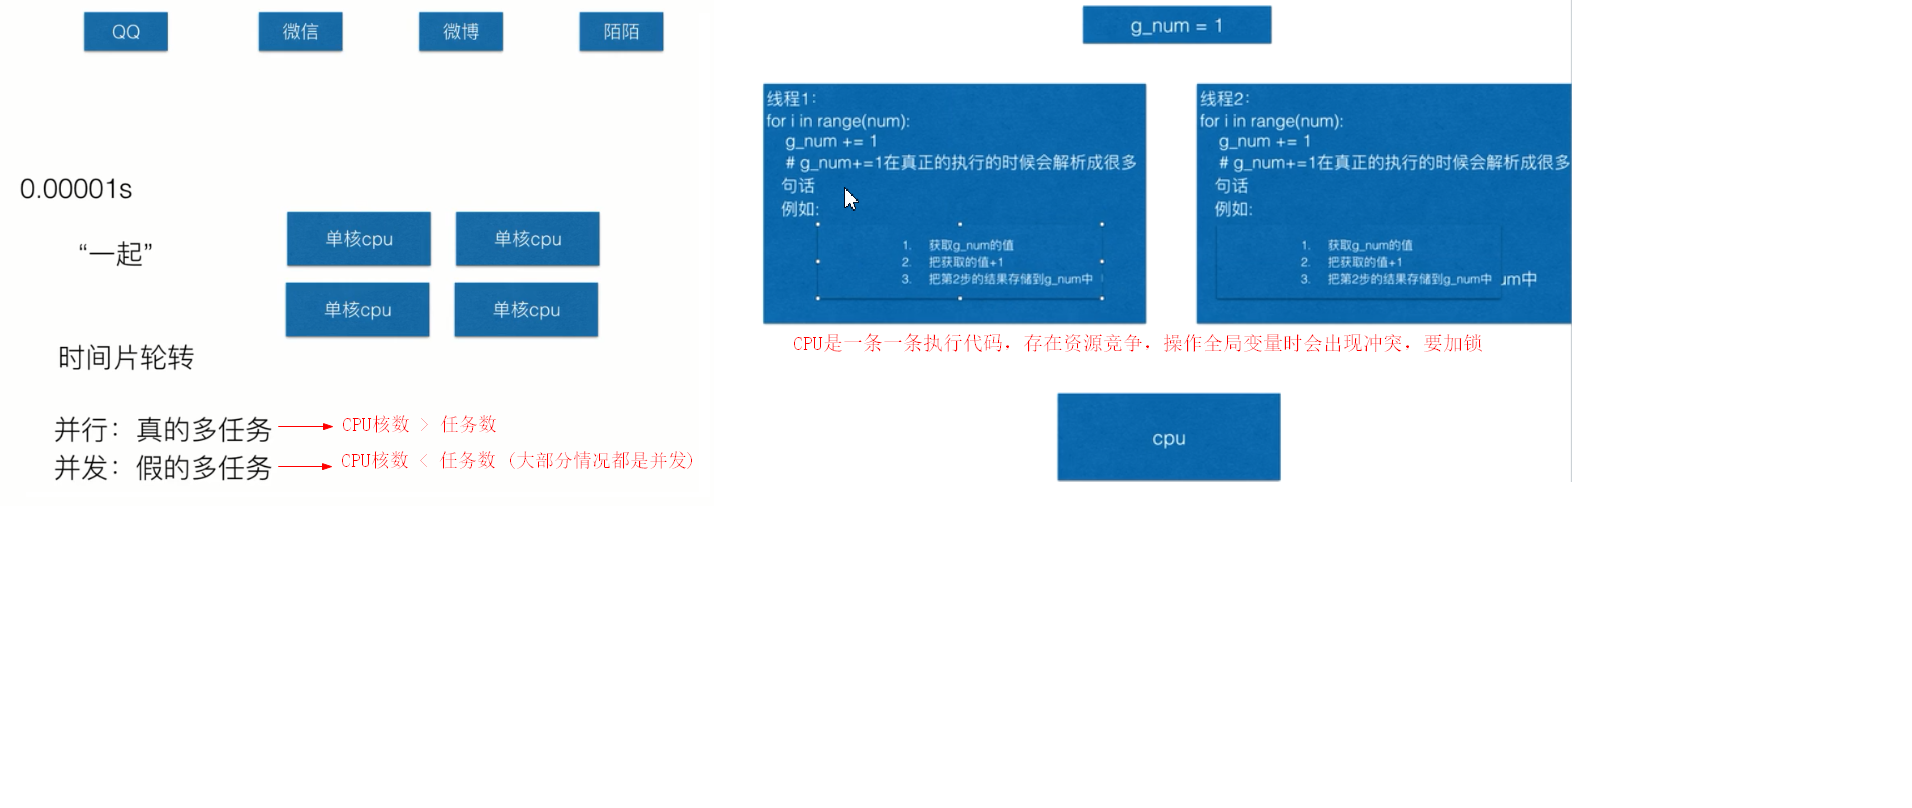 QQ
微信
微博
陌陌
0.00001s
“一起”
单核cpu
单核cpu
单核cpu
单核cpu
时间片轮转
并行：真的多任务
CPU核数 > 任务数
并发：假的多任务
CPU核数 < 任务数 (大部分情况都是并发)
g_num = 1
线程1：
for i in range(num):
g_num += 1
# g_num+=1在真正的执行的时候会解析成很多
句话
例如:
1. 获取g_num的值
2. 把获取的值+1
3. 把第2步的结果存储到g_num中
线程2：
for i in range(num):
g_num += 1
# g_num+=1在真正的执行的时候会解析成很多
句话
例如:
1. 获取g_num的值
2. 把获取的值+1
3. 把第2步的结果存储到g_num中 um中
CPU是一条一条执行代码，存在资源竞争，操作全局变量时会出现冲突，要加锁
cpu